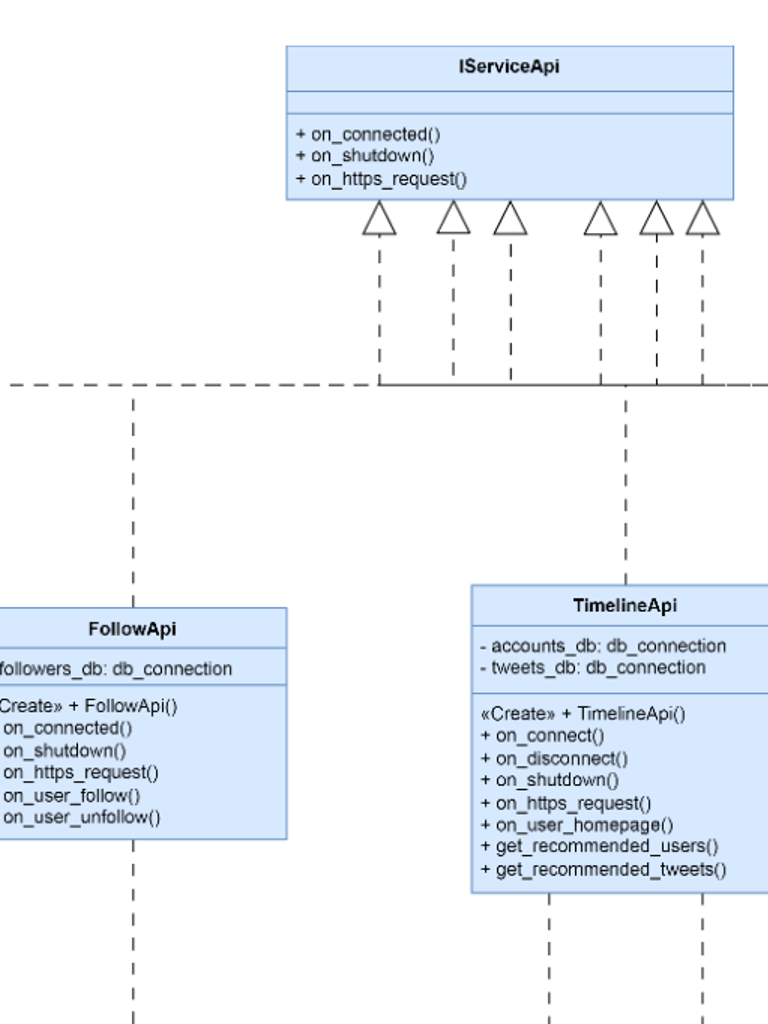 IServiceApi
+ on_connected()
+ on_shutdown()
+ on_https_request()
FollowApi
followers_db: db_connection
Create» + FollowApi()
on_connected()
on_shutdown()
on_https_request()
on_user_follow()
on_user_unfollow()
TimelineApi
- accounts_db: db_connection
- tweets_db: db_connection
«Create» + TimelineApi()
+ on_connect()
+ on_disconnect()
+ on_shutdown()
+ on_https_request()
+ on_user_homepage()
+ get_recommended_users()
+ get_recommended_tweets()